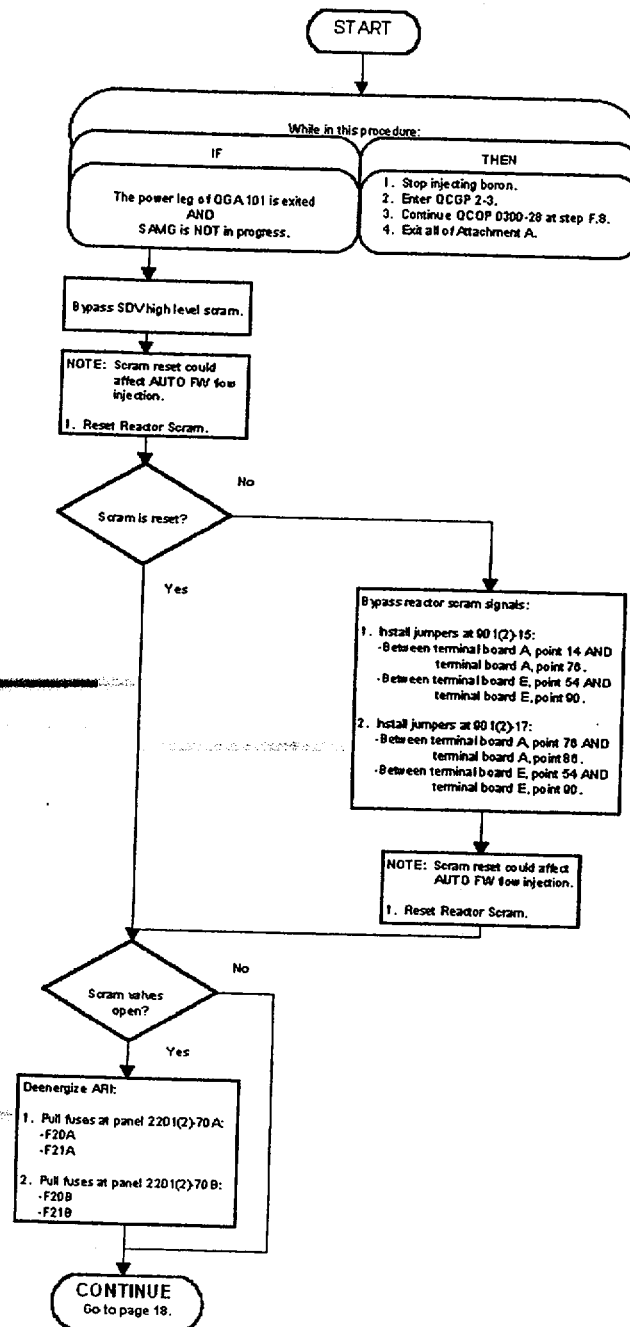 START
While in this procedure:
IF
The power leg of QGA 101 is exited
AND
SAMG is NOT in progress.
THEN
1. Stop injecting boron.
2. Enter QCGP 2-3.
3. Continue QCOP 0300-28 at step F.8.
4. Exit all of Attachment A.
Bypass SDV high level scram.
NOTE: Scram reset could
affect AUTO FW flow
injection.
1. Reset Reactor Scram.
Scram is reset?
No
Yes
Bypass reactor scram signals:
1. Install jumpers at 901(2)-15:
-Between terminal board A, point 14 AND
terminal board A, point 76.
-Between terminal board E, point 54 AND
terminal board E, point 90.
2. Install jumpers at 901(2)-17:
-Between terminal board A, point 76 AND
terminal board A, point 86.
-Between terminal board E, point 54 AND
terminal board E, point 90.
NOTE: Scram reset could affect
AUTO FW flow injection.
1. Reset Reactor Scram.
Scram valves
open?
No
Yes
Deenergize ARI:
1. Pull fuses at panel 2201(2)-70A:
-F20A
-F21A
2. Pull fuses at panel 2201(2)-70B:
-F20B
-F21B
CONTINUE
Go to page 18.